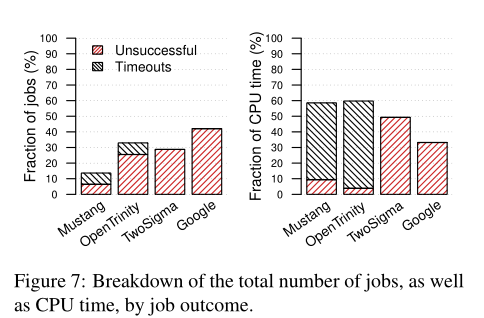 Fraction of jobs (%)
100
90
80
70
60
50
40
30
20
10
0
Unsuccessful
Timeouts
Mustang
OpenTrinity
TwoSigma
Google
Fraction of CPU time (%)
100
90
80
70
60
50
40
30
20
10
0
Mustang
OpenTrinity
TwoSigma
Google
Figure 7: Breakdown of the total number of jobs, as well
as CPU time, by job outcome.